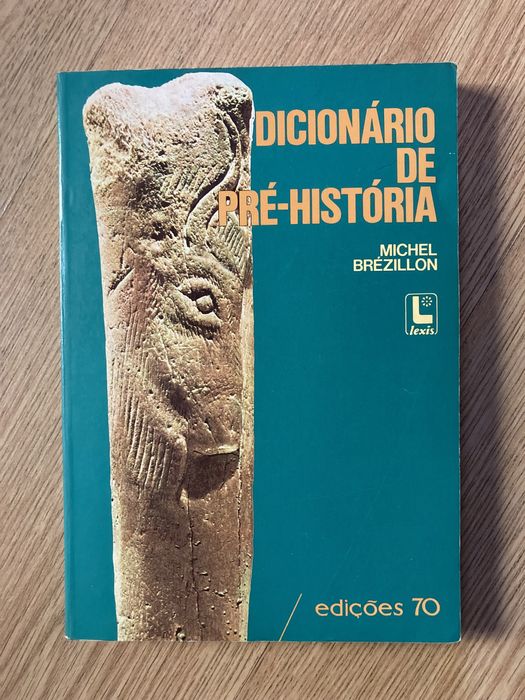 DICIONÁRIO
DE
PRÉ-HISTÓRIA
MICHEL
BRÉZILLON
L
lexis
edições 70